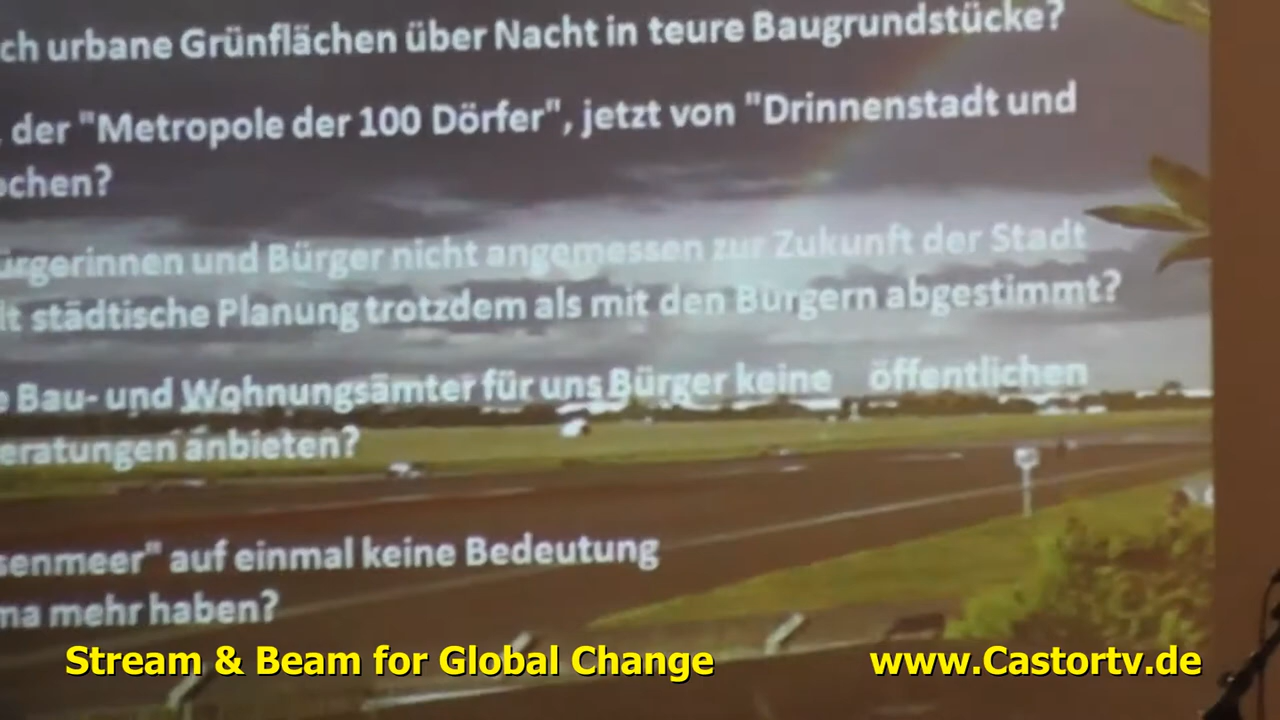 ch urbane Grünflächen über Nacht in teure Baugrundstücke?
der "Metropole der 100 Dörfer", jetzt von "Drinnenstadt und
ochen?
ürgerinnen und Bürger nicht angemessen zur Zukunft der Stadt
lt städtische Planung trotzdem als mit den Bürgern abgestimmt?
e Bau- und Wohnungsämter für uns Bürger keine öffentlichen
eratungen anbieten?
senmeer" auf einmal keine Bedeutung
ma mehr haben?
Stream & Beam for Global Change www.Castortv.de